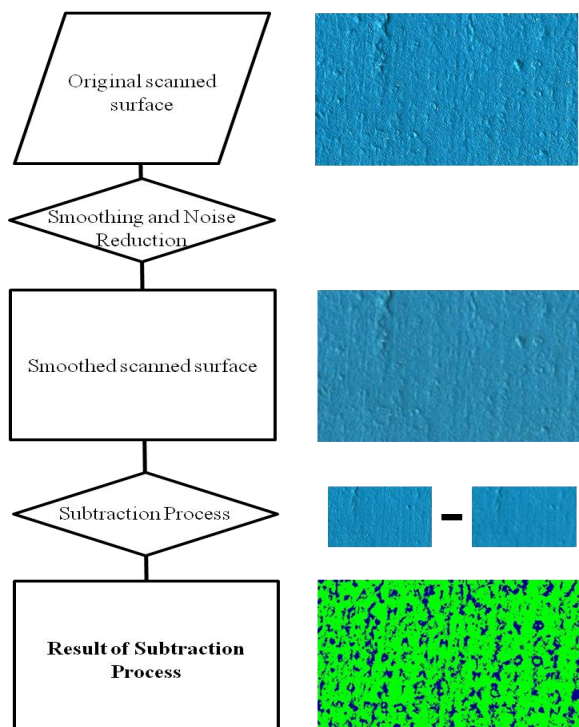 Original scanned
surface
Smoothing and Noise
Reduction
Smoothed scanned surface
Subtraction Process
Result of Subtraction
Process